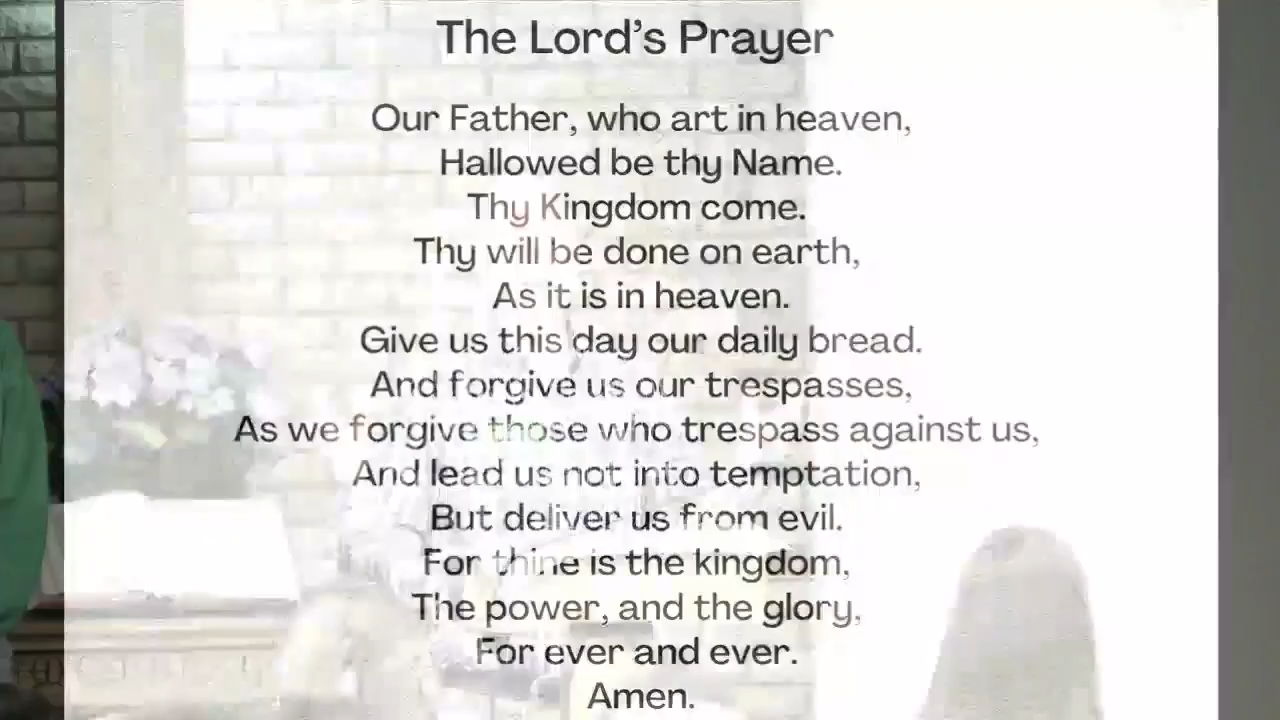 The Lord’s Prayer
Our Father, who art in heaven,
Hallowed be thy Name.
Thy Kingdom come.
Thy will be done on earth,
As it is in heaven.
Give us this day our daily bread.
And forgive us our trespasses,
As we forgive those who trespass against us,
And lead us not into temptation,
But deliver us from evil.
For thine is the kingdom,
The power, and the glory,
For ever and ever.
Amen.